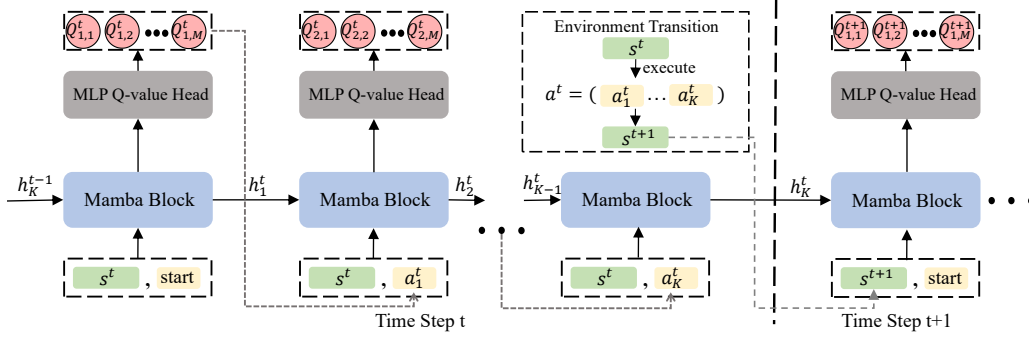 Q^t_{1,1} Q^t_{1,2} ••• Q^t_{1,M}
MLP Q-value Head
h^{t-1}_K
Mamba Block
s^t , start
h^t_1
Q^t_{2,1} Q^t_{2,2} ••• Q^t_{2,M}
MLP Q-value Head
Mamba Block
s^t , a^t_1
h^t_2
•••
Time Step t
Environment Transition
s^t
execute
a^t = ( a^t_1 ... a^t_K )
s^{t+1}
h^t_{K-1}
Mamba Block
s^t , a^t_K
h^t_K
Q^{t+1}_{1,1} Q^{t+1}_{1,2} ••• Q^{t+1}_{1,M}
MLP Q-value Head
Mamba Block
•••
s^{t+1} , start
Time Step t+1